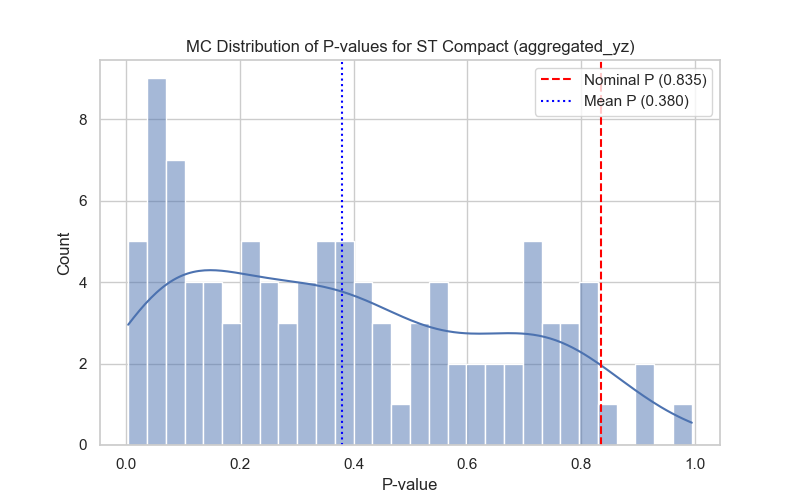 MC Distribution of P-values for ST Compact (aggregated_yz)
Nominal P (0.835)
Mean P (0.380)
Count
8
6
4
2
0
0.0 0.2 0.4 0.6 0.8 1.0
P-value